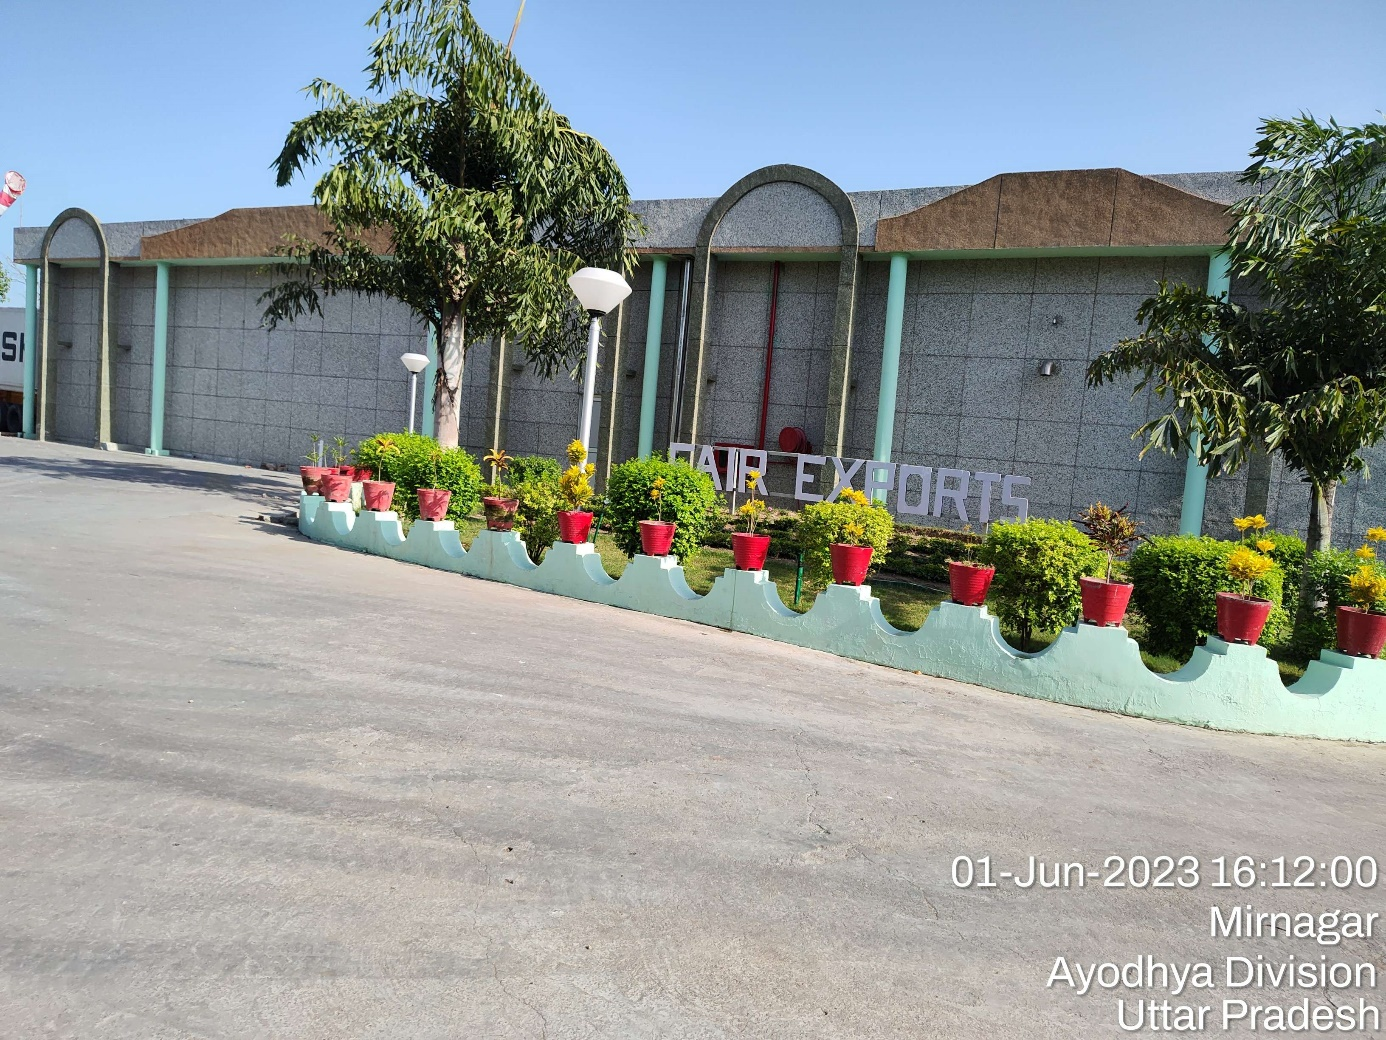 FAIR EXPORTS
01-Jun-2023 16:12:00
Mirnagar
Ayodhya Division
Uttar Pradesh